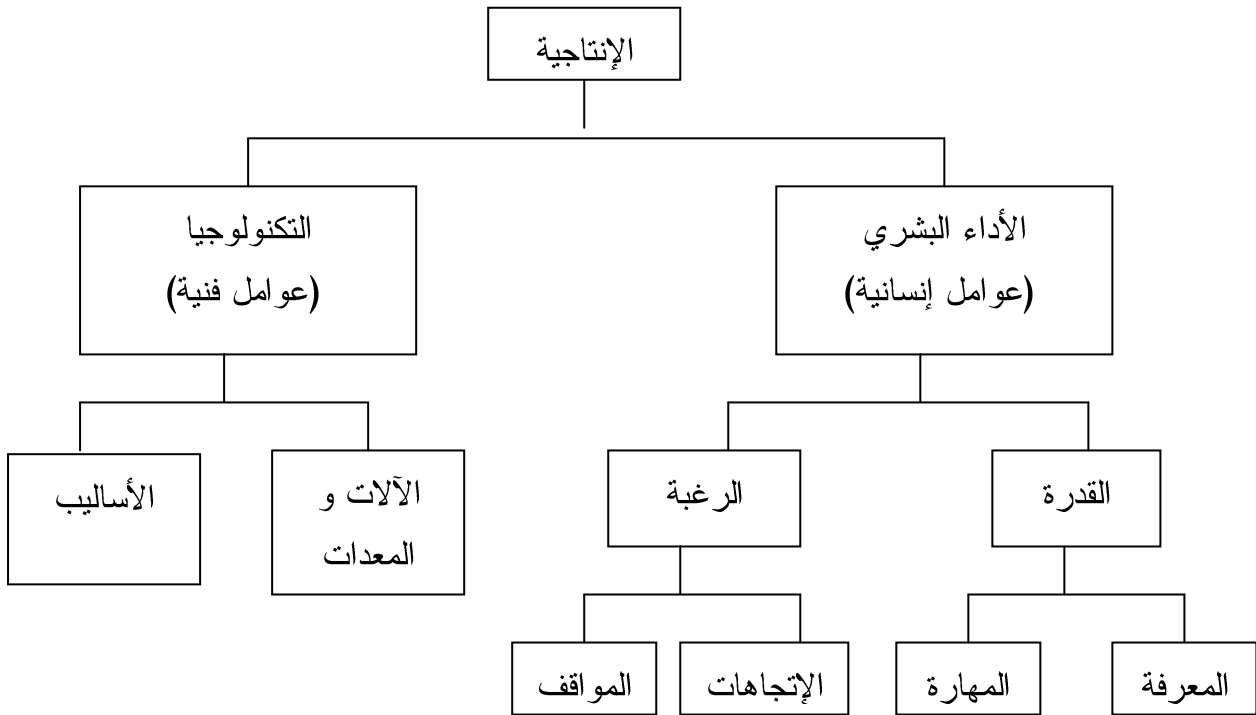 الإنتاجية
الأداء البشري
(عوامل إنسانية)
التكنولوجيا
(عوامل فنية)
القدرة
الرغبة
الآلات و
المعدات
الأساليب
المعرفة
المهارة
الإتجاهات
المواقف